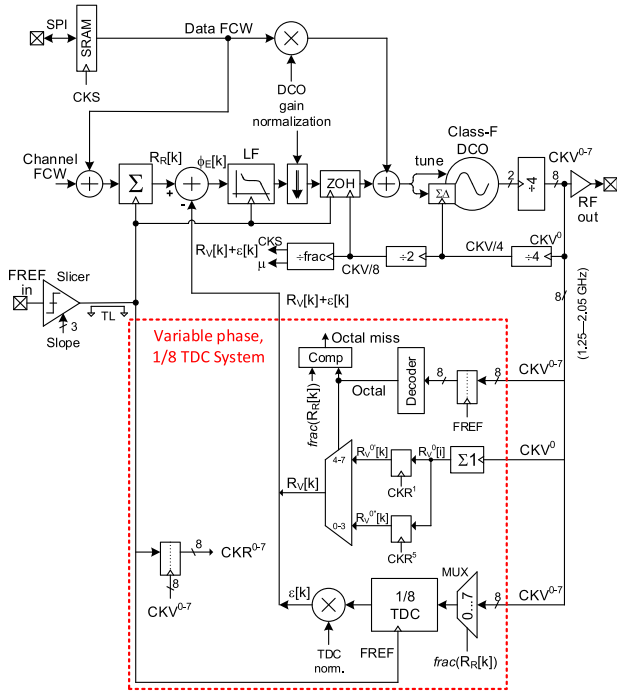 SPI
SRAM
Data FCW
CKS
DCO
gain
normalization
Class-F
DCO
Channel
FCW
Σ
R_R[k]
ϕ_E[k]
LF
ZOH
tune
ΣΔ
2
÷4
8
CKV^0-7
RF
out
+
-
R_V[k]+ε[k]
CKS
μ
÷frac
CKV/8
÷2
CKV/4
÷4
CKV^0
FREF
in
Slicer
TL
3
Slope
R_V[k]+ε[k]
8
(1.25—2.05 GHz)
Variable phase,
1/8 TDC System
Octal miss
Comp
frac(R_R[k])
Octal
Decoder
8
8
CKV^0-7
FREF
4-7
0-3
R_V^0'[k]
R_V^0[i]
Σ1
CKV^0
CKR^1
R_V[k]
R_V^0"[k]
CKR^5
8
CKR^0-7
8
CKV^0-7
ε[k]
TDC
norm.
1/8
TDC
FREF
MUX
0...7
8
CKV^0-7
frac(R_R[k])